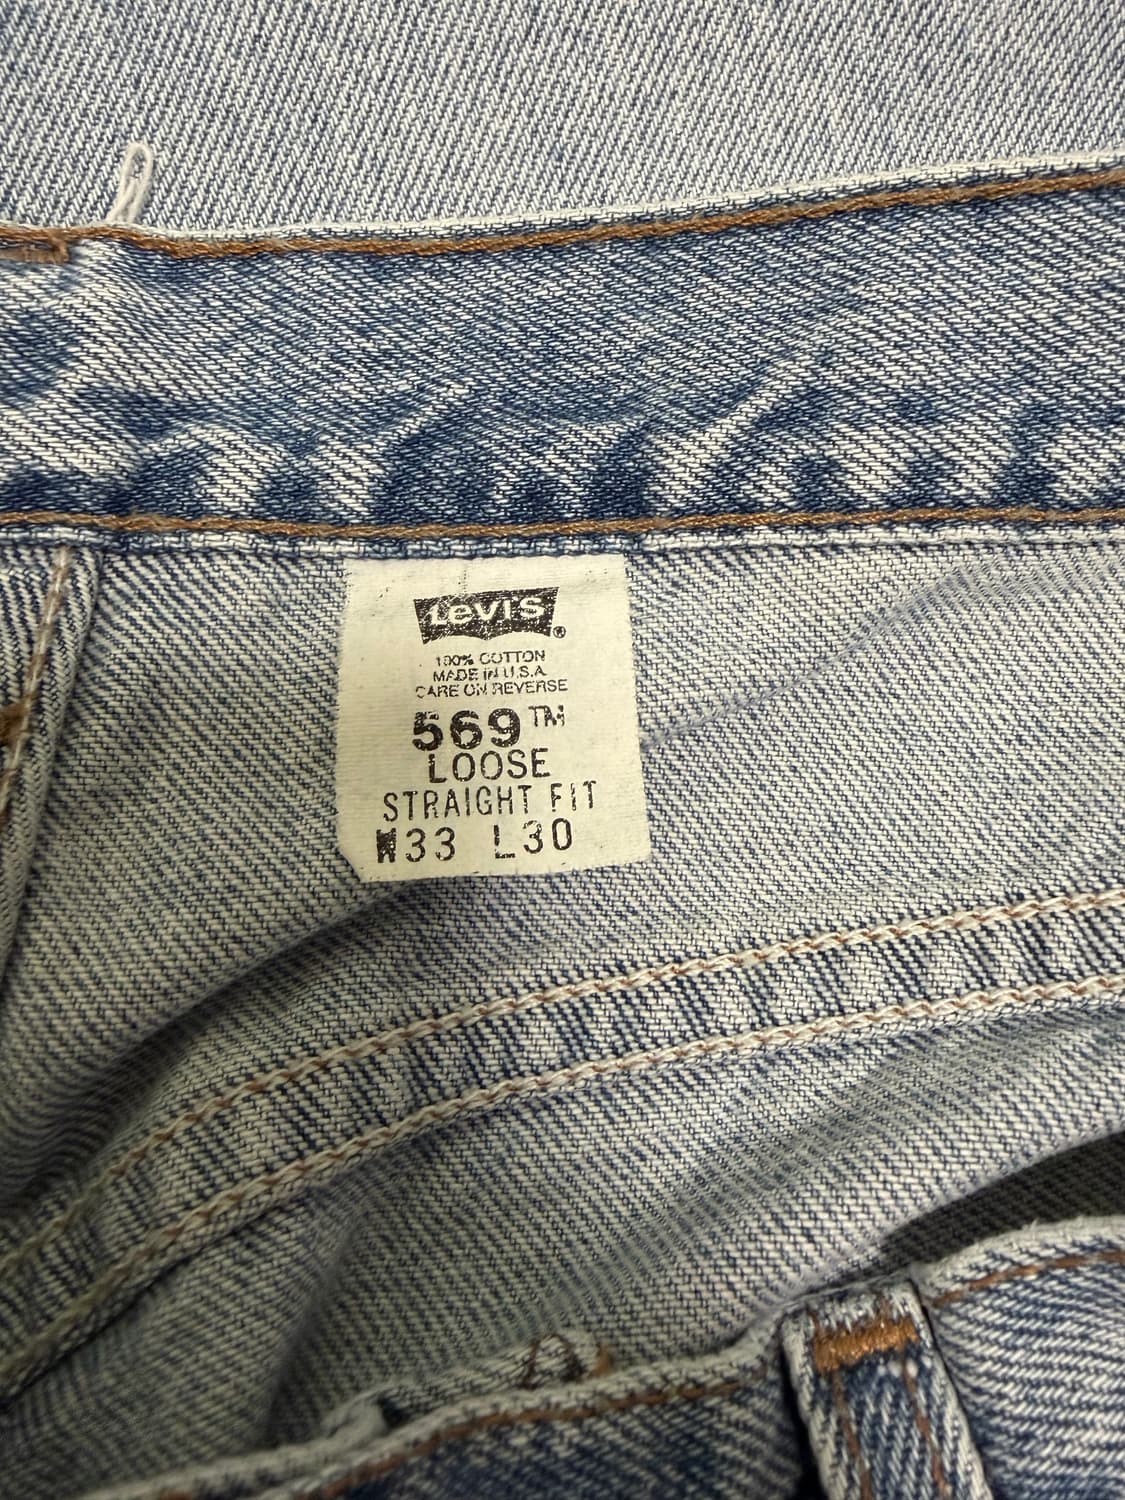 Levi's®
100% COTTON
MADE IN U.S.A.
CARE ON REVERSE
569™
LOOSE
STRAIGHT FIT
W33 L30